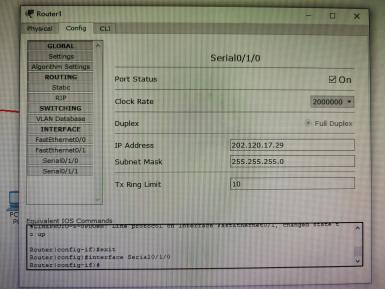 Router1
Physical Config CLI
GLOBAL
Settings
Algorithm Settings
ROUTING
Static
RIP
SWITCHING
VLAN Database
INTERFACE
FastEthernet0/0
FastEthernet0/1
Serial0/1/0
Serial0/1/1
Serial0/1/0
Port Status On
Clock Rate 2000000
Duplex Full Duplex
IP Address 202.120.17.29
Subnet Mask 255.255.255.0
Tx Ring Limit 10
Equivalent IOS Commands
%LINEPROTO-5-UPDOWN: Line protocol on Interface FastEthernet0/1, changed state t
o up
Router(config-if)#exit
Router(config)#interface Serial0/1/0
Router(config-if)#